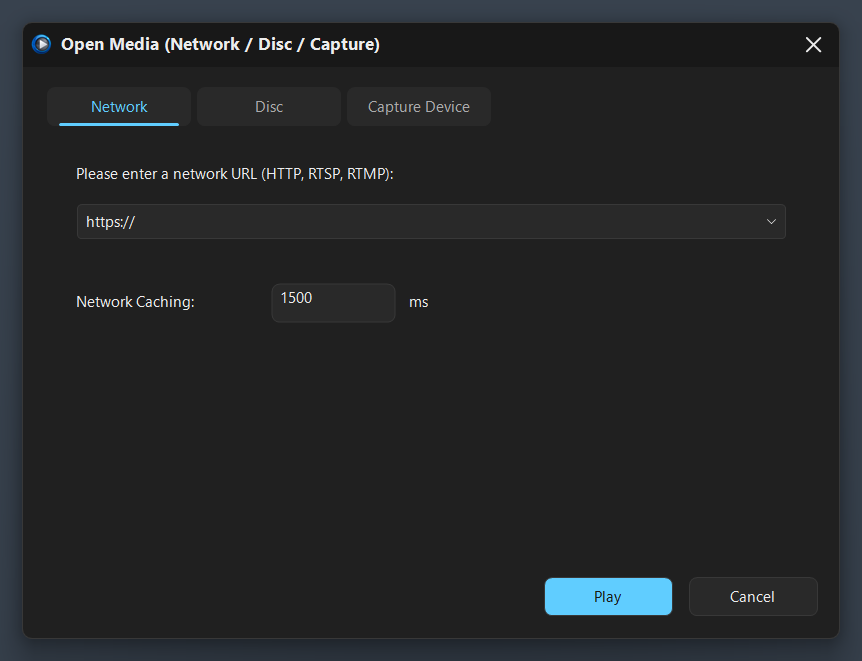 Open Media (Network / Disc / Capture)
Network Disc Capture Device
Please enter a network URL (HTTP, RTSP, RTMP):
https://
Network Caching: 1500 ms
Play Cancel